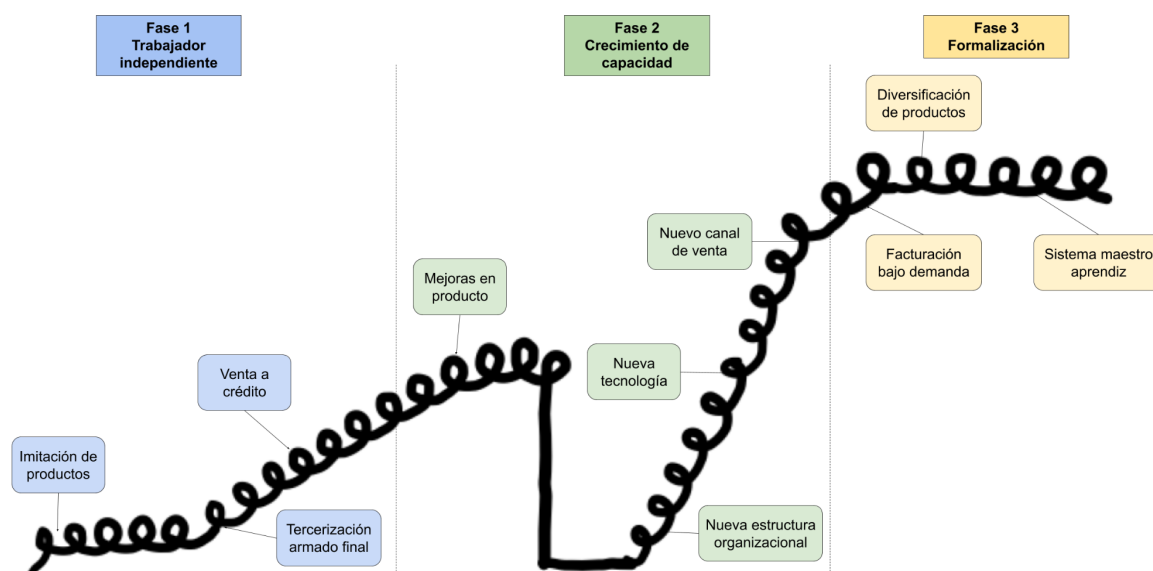 Fase 1
Trabajador
independiente
Fase 2
Crecimiento de
capacidad
Fase 3
Formalización
Diversificación
de productos
Nuevo canal
de venta
Facturación
bajo demanda
Sistema maestro
aprendiz
Mejoras en
producto
Venta a
crédito
Nueva
tecnología
Imitación de
productos
Tercerización
armado final
Nueva estructura
organizacional